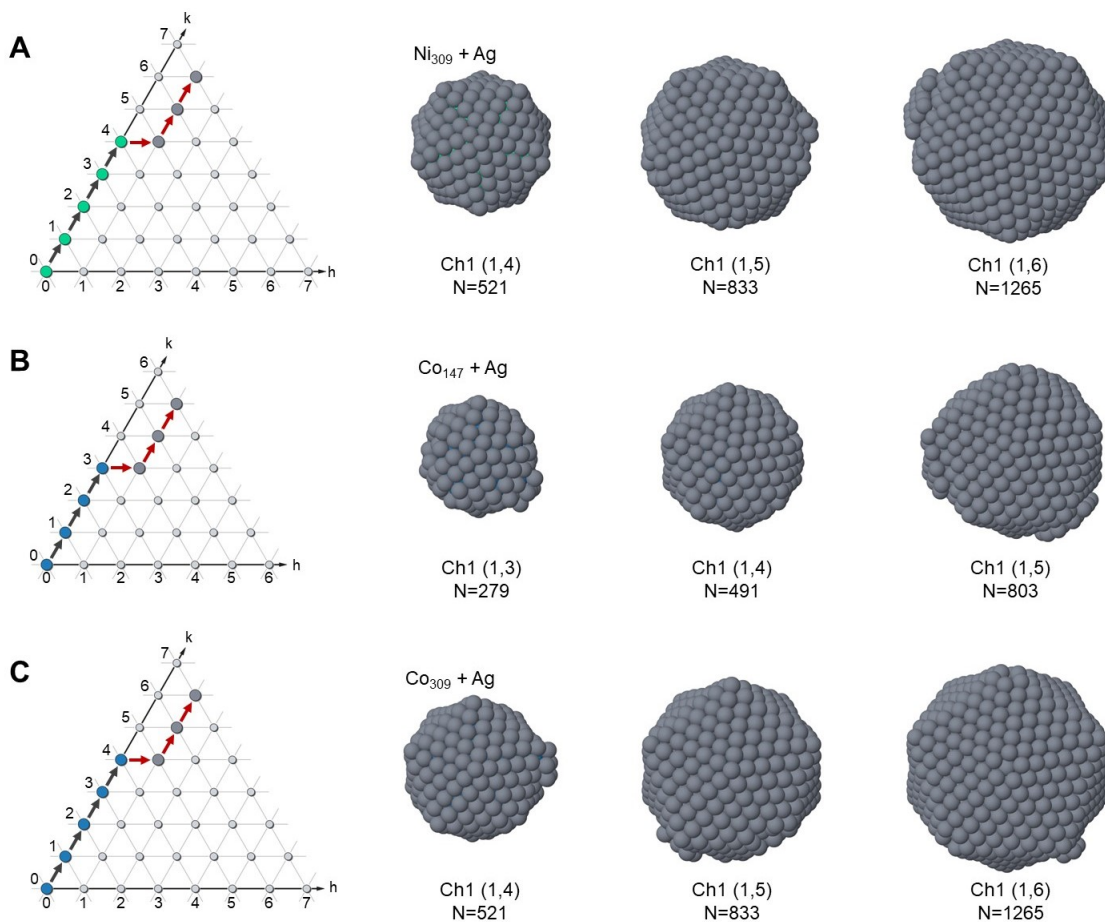 A
k
7
6
5
4
3
2
1
0
0 1 2 3 4 5 6 7
h
Ni309 + Ag
Ch1 (1,4)
N=521
Ch1 (1,5)
N=833
Ch1 (1,6)
N=1265
B
k
6
5
4
3
2
1
0
0 1 2 3 4 5 6
h
Co147 + Ag
Ch1 (1,3)
N=279
Ch1 (1,4)
N=491
Ch1 (1,5)
N=803
C
k
7
6
5
4
3
2
1
0
0 1 2 3 4 5 6 7
h
Co309 + Ag
Ch1 (1,4)
N=521
Ch1 (1,5)
N=833
Ch1 (1,6)
N=1265